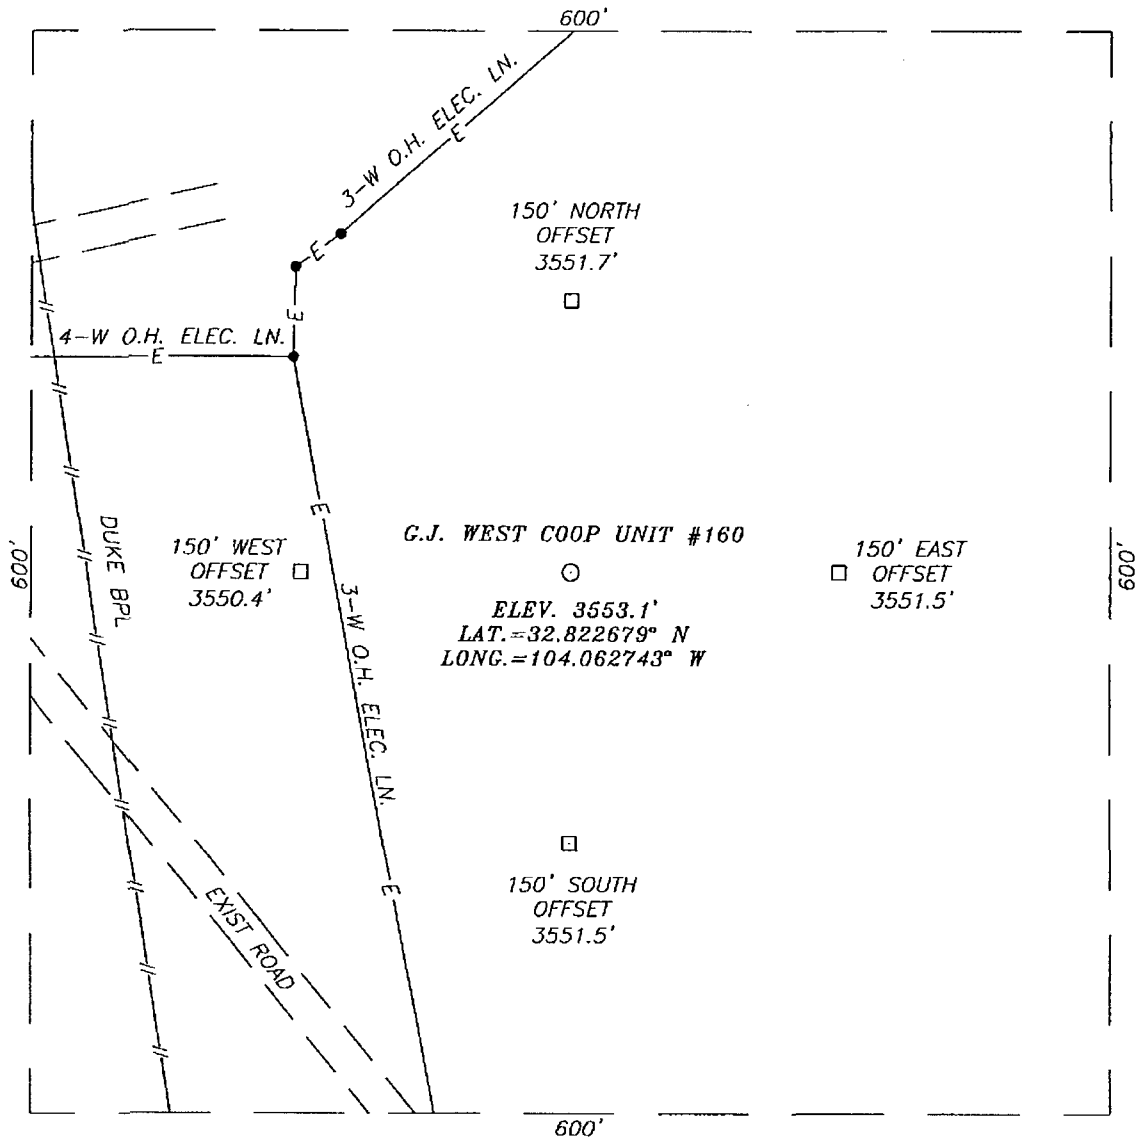 600'
3-W O.H. ELEC. LN.
E
E
150' NORTH
OFFSET
3551.7'
E
4-W O.H. ELEC. LN.
E
E
DUKE BPL
600'
150' WEST
OFFSET
3550.4'
G.J. WEST COOP UNIT #160
ELEV. 3553.1'
LAT.=32.822679° N
LONG.=104.062743° W
150' EAST
OFFSET
3551.5'
600'
3-W O.H. ELEC. LN.
E
150' SOUTH
OFFSET
3551.5'
EXIST ROAD
600'